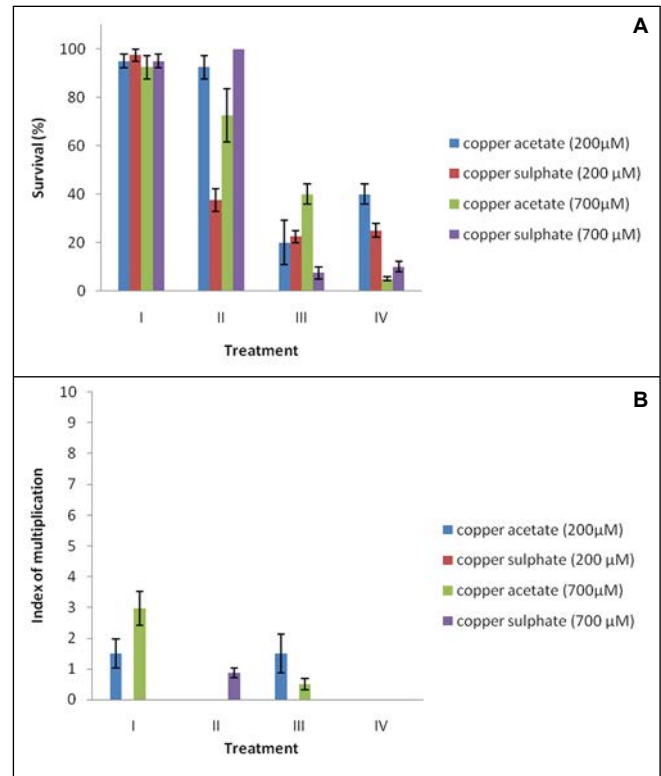 A
100
80
60
40
20
0
Survival (%)
I II III IV
Treatment
copper acetate (200µM)
copper sulphate (200 µM)
copper acetate (700µM)
copper sulphate (700 µM)
B
10
9
8
7
6
5
4
3
2
1
0
Index of multiplication
I II III IV
Treatment
copper acetate (200µM)
copper sulphate (200 µM)
copper acetate (700µM)
copper sulphate (700 µM)